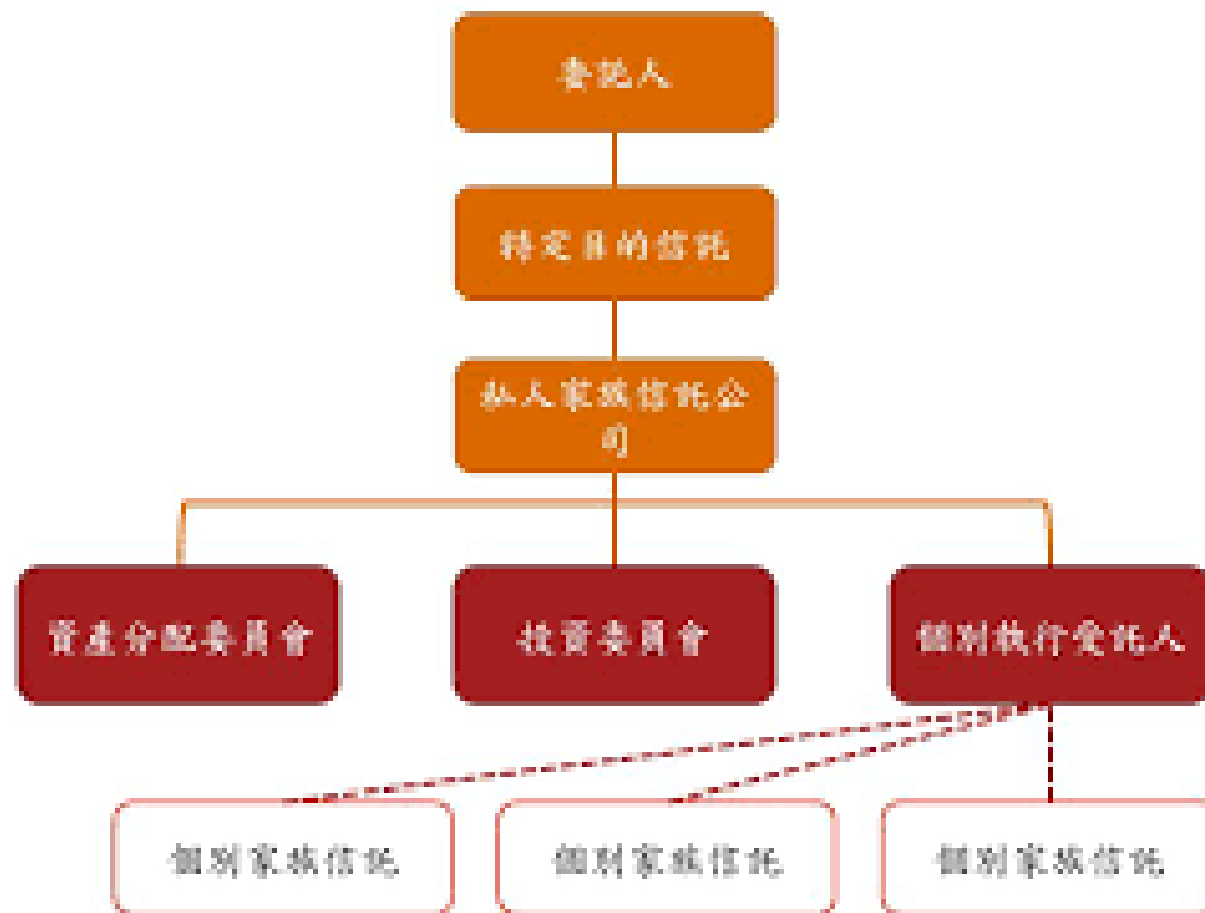 委託人
特定目的信託
私人家族信託公
司
資產分配委員會
投資委員會
個別執行受託人
個別家族信託
個別家族信託
個別家族信託